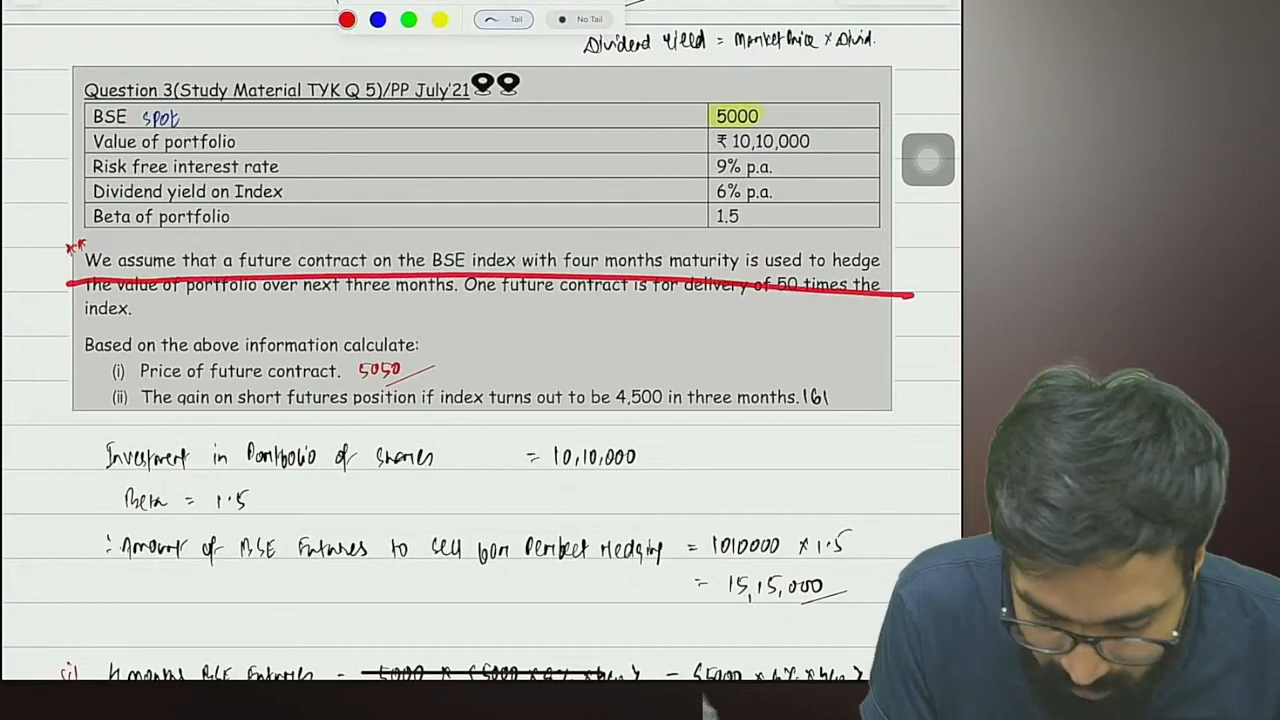 Tail
No Tail
Dividend Yield = Market Price × Divid.
Question 3(Study Material TYK Q 5)/PP July'21
BSE spot 5000
Value of portfolio ₹ 10,10,000
Risk free interest rate 9% p.a.
Dividend yield on Index 6% p.a.
Beta of portfolio 1.5
** We assume that a future contract on the BSE index with four months maturity is used to hedge
the value of portfolio over next three months. One future contract is for delivery of 50 times the
index.
Based on the above information calculate:
(i) Price of future contract. 5050
(ii) The gain on short futures position if index turns out to be 4,500 in three months.
Investment in Portfolio of shares = 10,10,000
Beta = 1.5
∴ Amount of BSE Futures to sell for Perfect Hedging = 1010000 × 1.5
= 15,15,000
4 months BSE Futures =